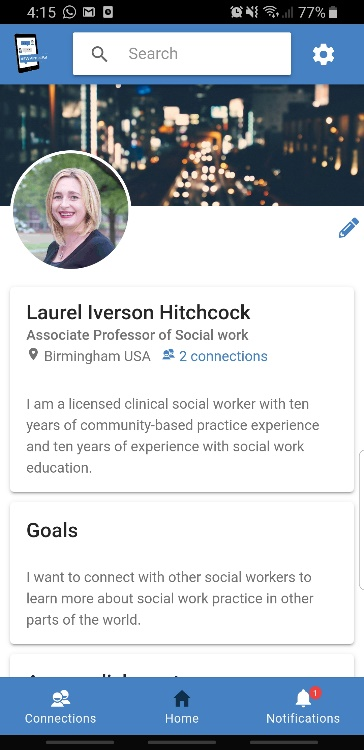 4:15
77%
Search
Laurel Iverson Hitchcock
Associate Professor of Social work
Birmingham USA 2 connections
I am a licensed clinical social worker with ten
years of community-based practice experience
and ten years of experience with social work
education.
Goals
I want to connect with other social workers to
learn more about social work practice in other
parts of the world.
1
Connections Home Notifications